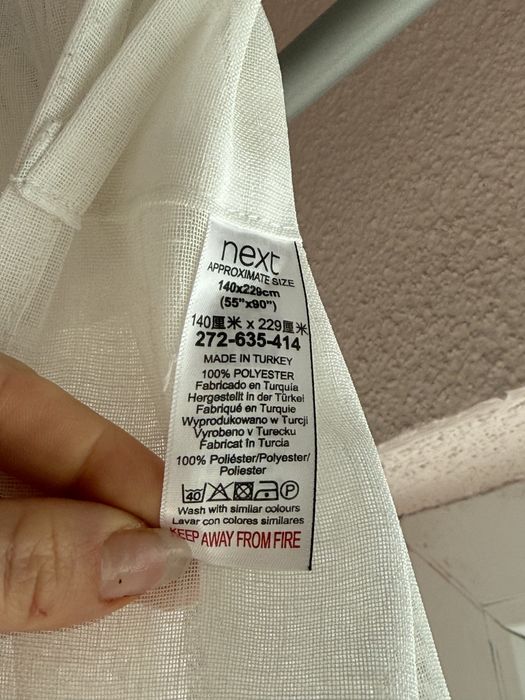 next
APPROXIMATE SIZE
140x229cm
(55"x90")
140厘米 x 229厘米
272-635-414
MADE IN TURKEY
100% POLYESTER
Fabricado en Turquia
Hergestellt in der Türkei
Fabriqué en Turquie
Wyprodukowano w Turcji
Vyrobeno v Turecku
Fabricat în Turcia
100% Poliéster/Polyester/
Poliester
40 P
Wash with similar colours
Lavar con colores similares
KEEP AWAY FROM FIRE